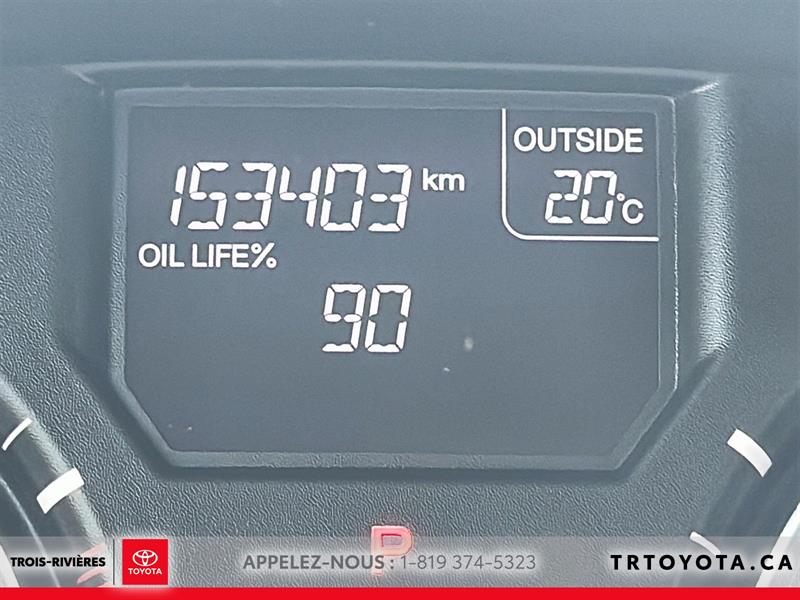 OUTSIDE
153403 km
20°C
OIL LIFE%
90
P
TROIS-RIVIÈRES
TOYOTA
APPELEZ-NOUS : 1-819 374-5323
TRTOYOTA.CA